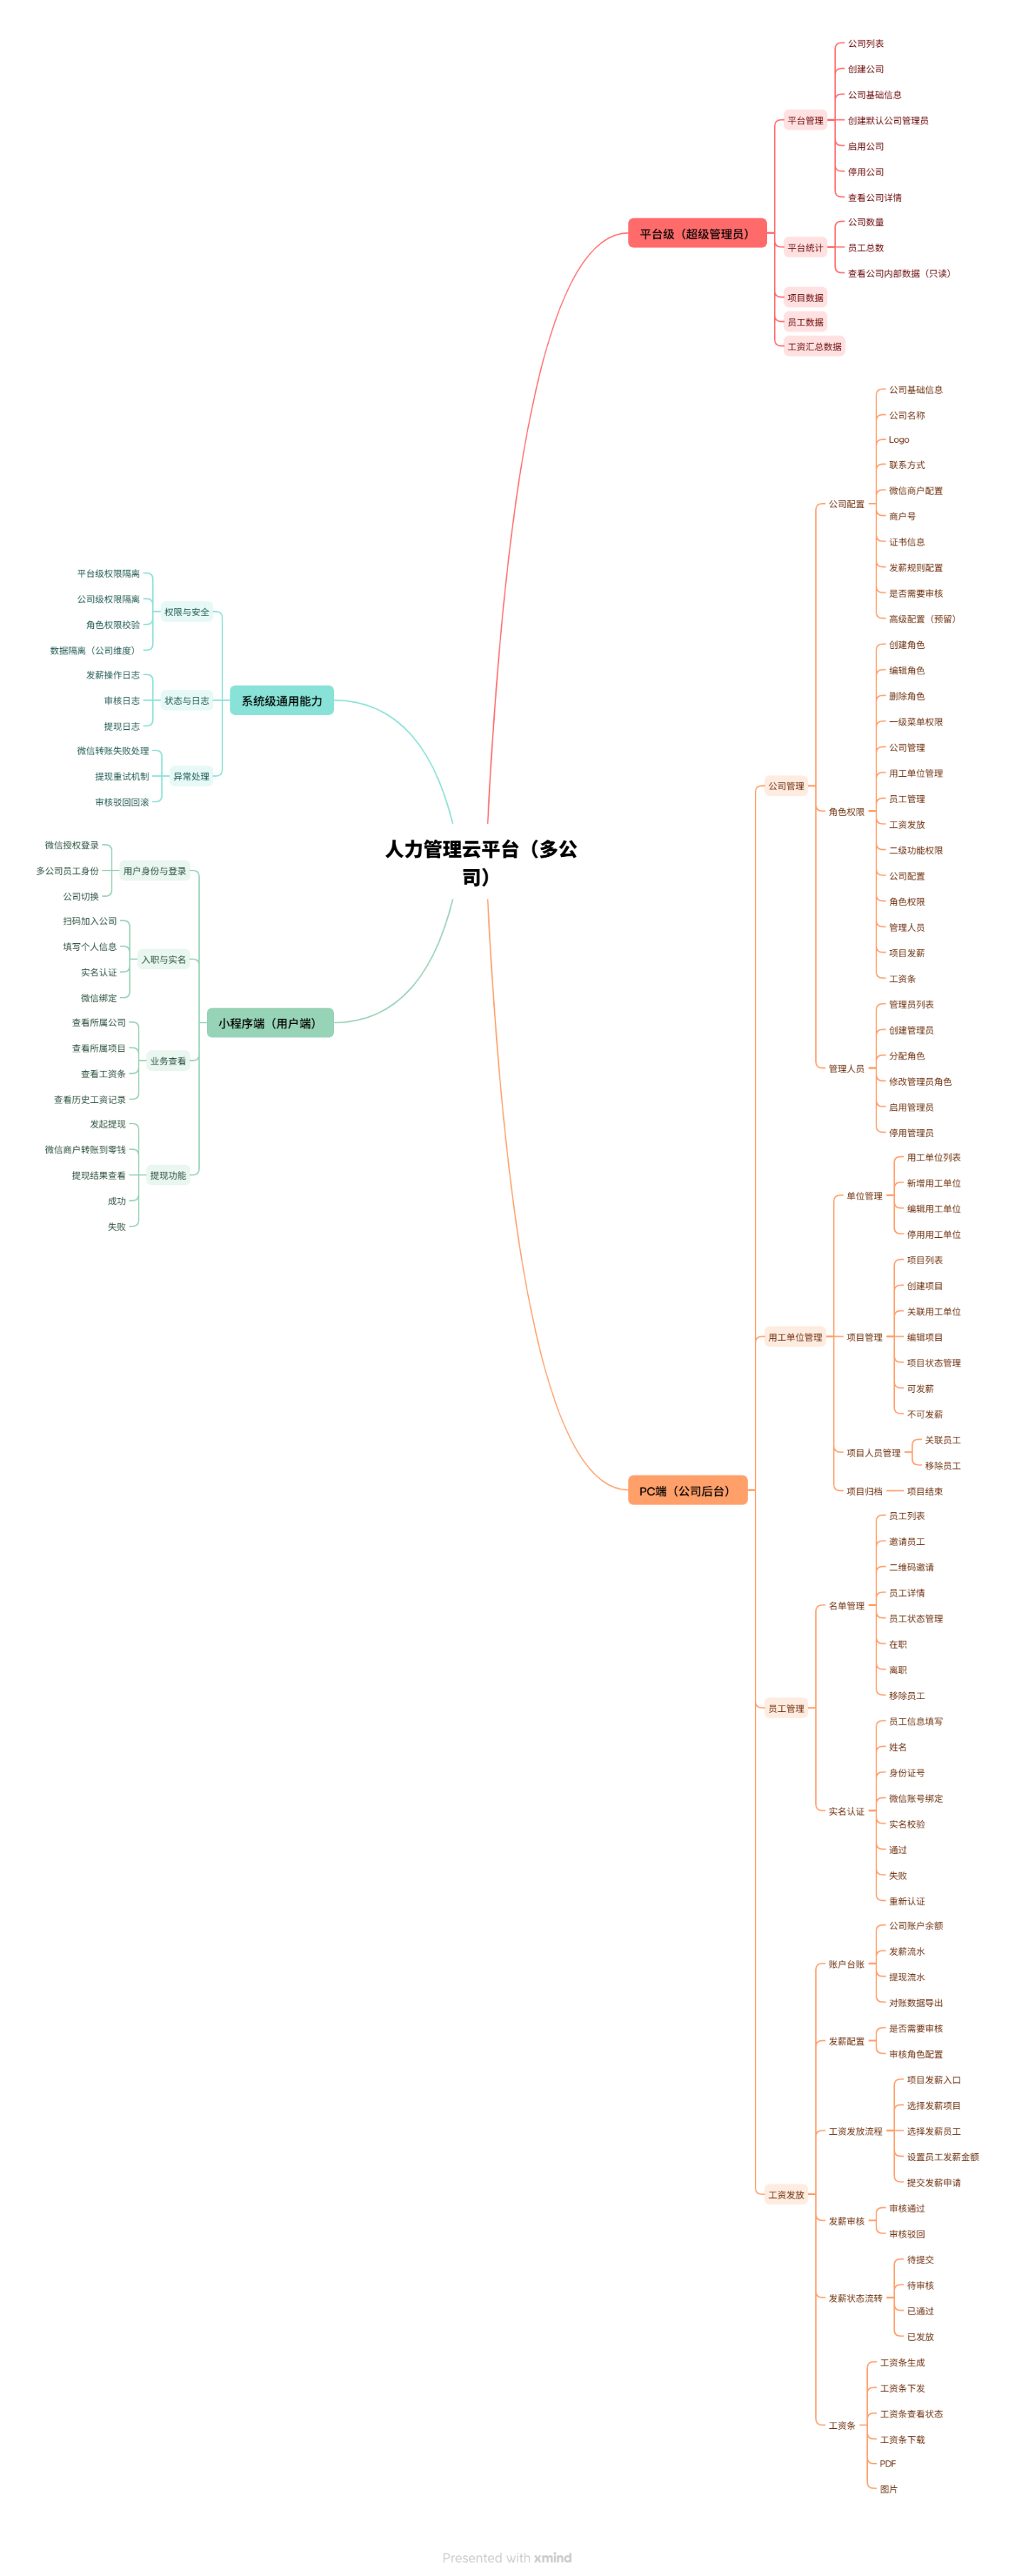 人力管理云平台（多公
司）
平台级（超级管理员）
平台管理
公司列表
创建公司
公司基础信息
创建默认公司管理员
启用公司
停用公司
查看公司详情
平台统计
公司数量
员工总数
查看公司内部数据（只读）
项目数据
员工数据
工资汇总数据
PC端（公司后台）
公司管理
公司配置
公司基础信息
公司名称
Logo
联系方式
微信商户配置
商户号
证书信息
发薪规则配置
是否需要审核
高级配置（预留）
角色权限
创建角色
编辑角色
删除角色
一级菜单权限
公司管理
用工单位管理
员工管理
工资发放
二级功能权限
公司配置
角色权限
管理人员
项目发薪
工资条
管理人员
管理员列表
创建管理员
分配角色
修改管理员角色
启用管理员
停用管理员
用工单位管理
单位管理
用工单位列表
新增用工单位
编辑用工单位
停用用工单位
项目管理
项目列表
创建项目
关联用工单位
编辑项目
项目状态管理
可发薪
不可发薪
项目人员管理
关联员工
移除员工
项目归档
项目结束
员工管理
名单管理
员工列表
邀请员工
二维码邀请
员工详情
员工状态管理
在职
离职
移除员工
实名认证
员工信息填写
姓名
身份证号
微信账号绑定
实名校验
通过
失败
重新认证
工资发放
账户台账
公司账户余额
发薪流水
提现流水
对账数据导出
发薪配置
是否需要审核
审核角色配置
工资发放流程
项目发薪入口
选择发薪项目
选择发薪员工
设置员工发薪金额
提交发薪申请
发薪审核
审核通过
审核驳回
发薪状态流转
待提交
待审核
已通过
已发放
工资条
工资条生成
工资条下发
工资条查看状态
工资条下载
PDF
图片
系统级通用能力
权限与安全
平台级权限隔离
公司级权限隔离
角色权限校验
数据隔离（公司维度）
状态与日志
发薪操作日志
审核日志
提现日志
异常处理
微信转账失败处理
提现重试机制
审核驳回回滚
小程序端（用户端）
用户身份与登录
微信授权登录
多公司员工身份
公司切换
入职与实名
扫码加入公司
填写个人信息
实名认证
微信绑定
业务查看
查看所属公司
查看所属项目
查看工资条
查看历史工资记录
提现功能
发起提现
微信商户转账到零钱
提现结果查看
成功
失败
Presented with xmind